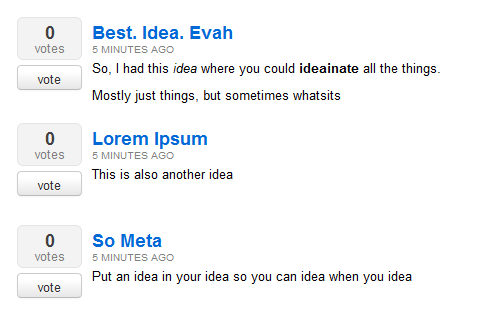 0
votes
vote
Best. Idea. Evah
5 MINUTES AGO
So, I had this idea where you could ideainate all the things.
Mostly just things, but sometimes whatsits
0
votes
vote
Lorem Ipsum
5 MINUTES AGO
This is also another idea
0
votes
vote
So Meta
5 MINUTES AGO
Put an idea in your idea so you can idea when you idea